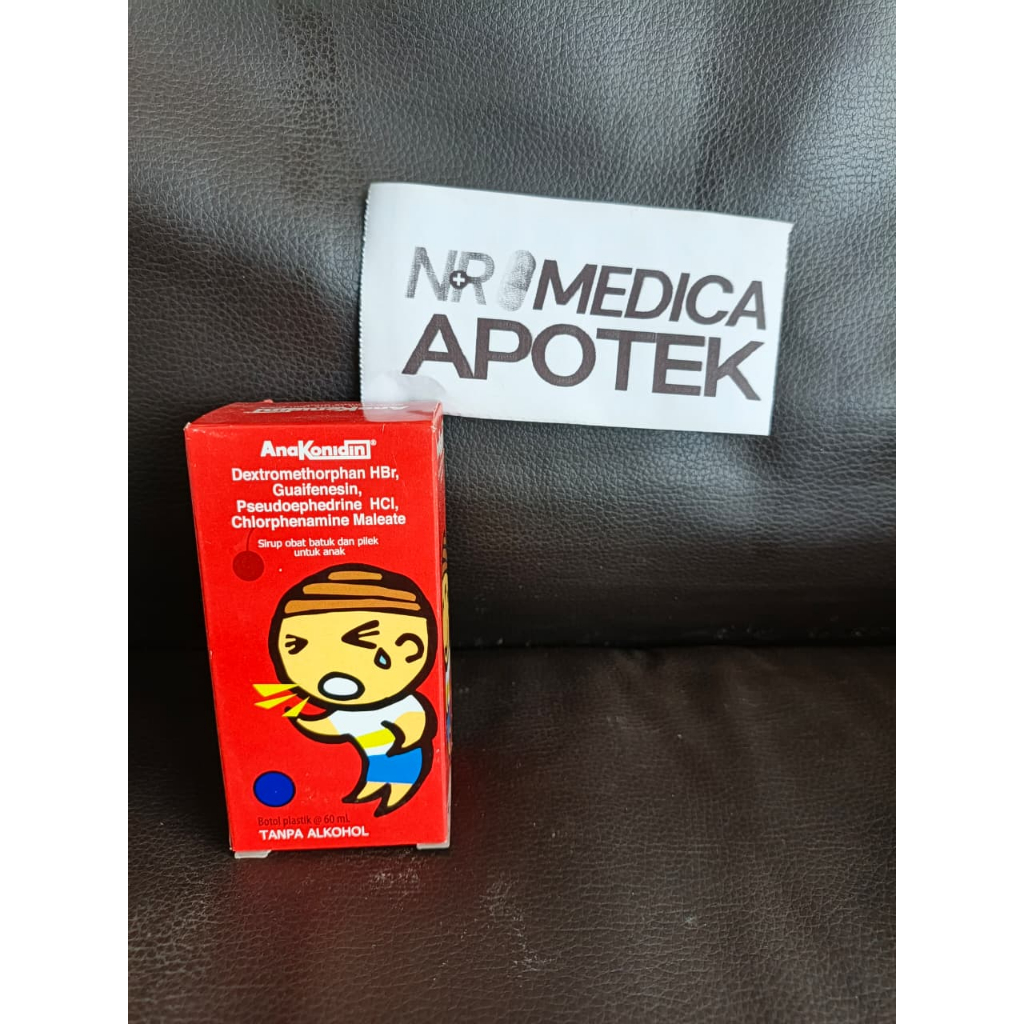 NR MEDICA
APOTEK
AnaKonidin®
Dextromethorphan HBr,
Guaifenesin,
Pseudoephedrine HCl,
Chlorphenamine Maleate
Sirup obat batuk dan pilek
untuk anak
Botol plastik @ 60 mL
TANPA ALKOHOL